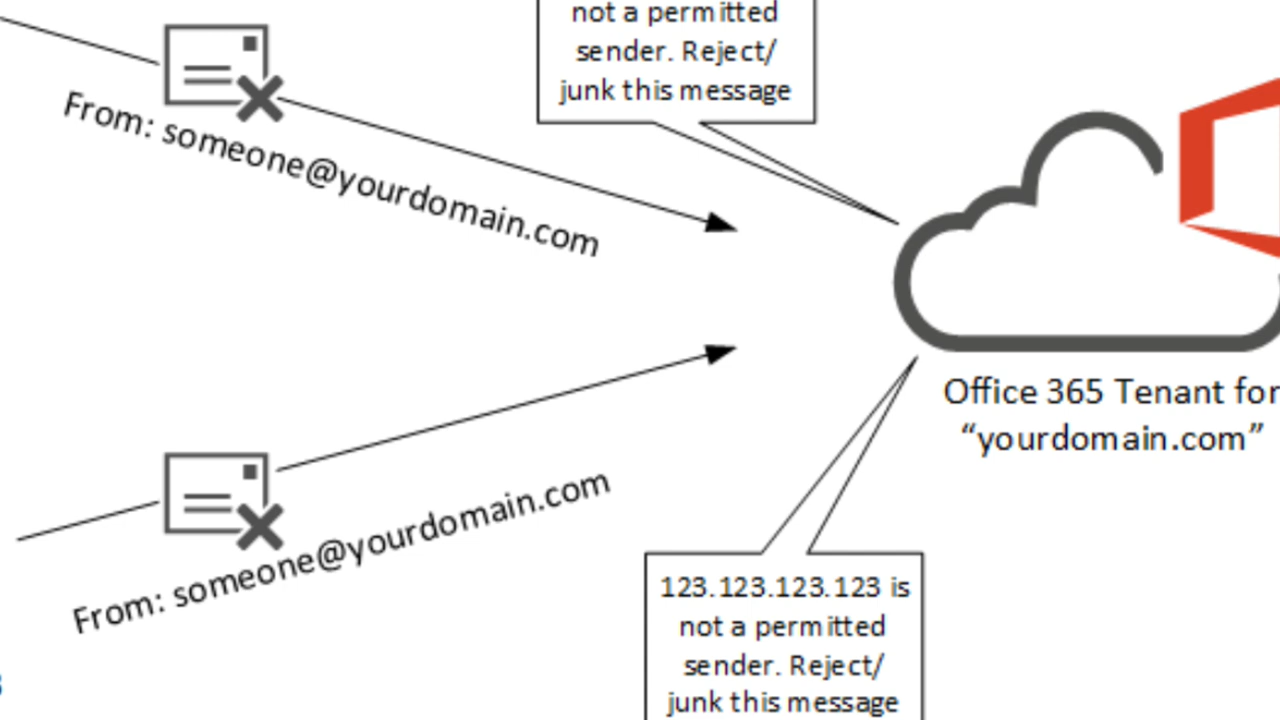 not a permitted
sender. Reject/
junk this message
From: someone@yourdomain.com
Office 365 Tenant for
“yourdomain.com”
From: someone@yourdomain.com
123.123.123.123 is
not a permitted
sender. Reject/
junk this message